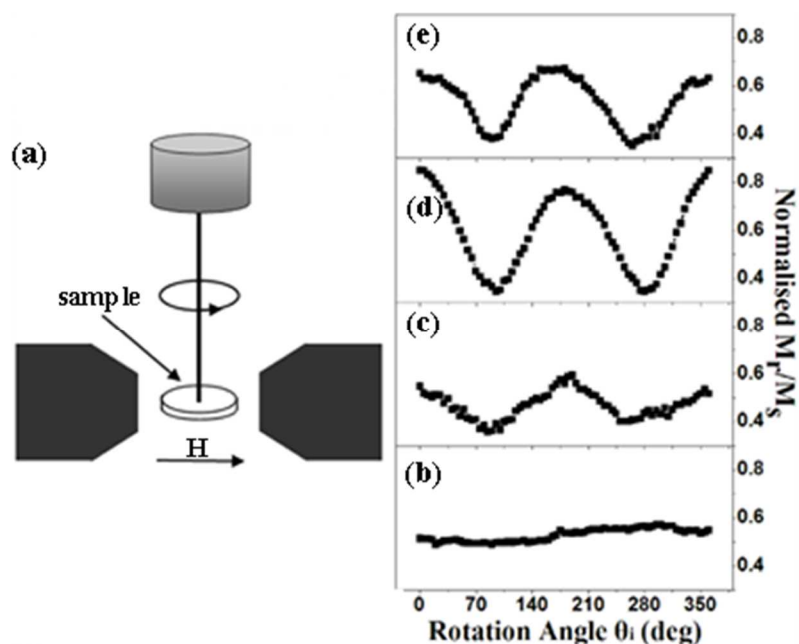 (a)
sample
H
(e)
0.8
0.6
0.4
(d)
0.8
0.6
0.4
(c)
0.8
0.6
0.4
(b)
0.8
0.6
0.4
0 70 140 210 280 350
Rotation Angle θi (deg)
Normalised Mr/Ms